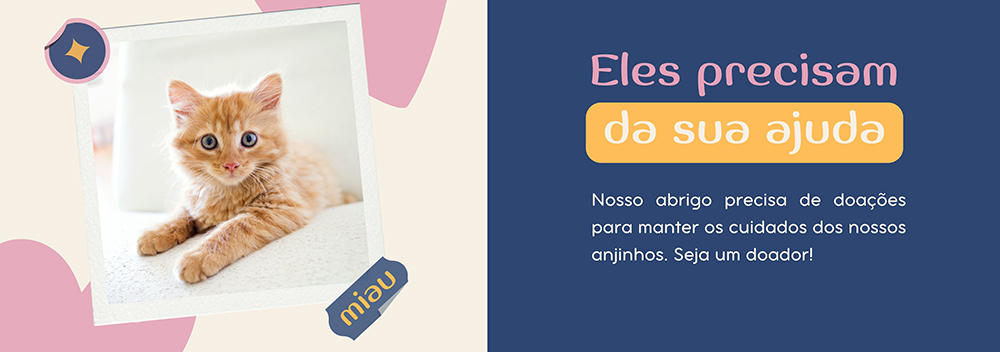 miau
Eles precisam
da sua ajuda
Nosso abrigo precisa de doações
para manter os cuidados dos nossos
anjinhos. Seja um doador!